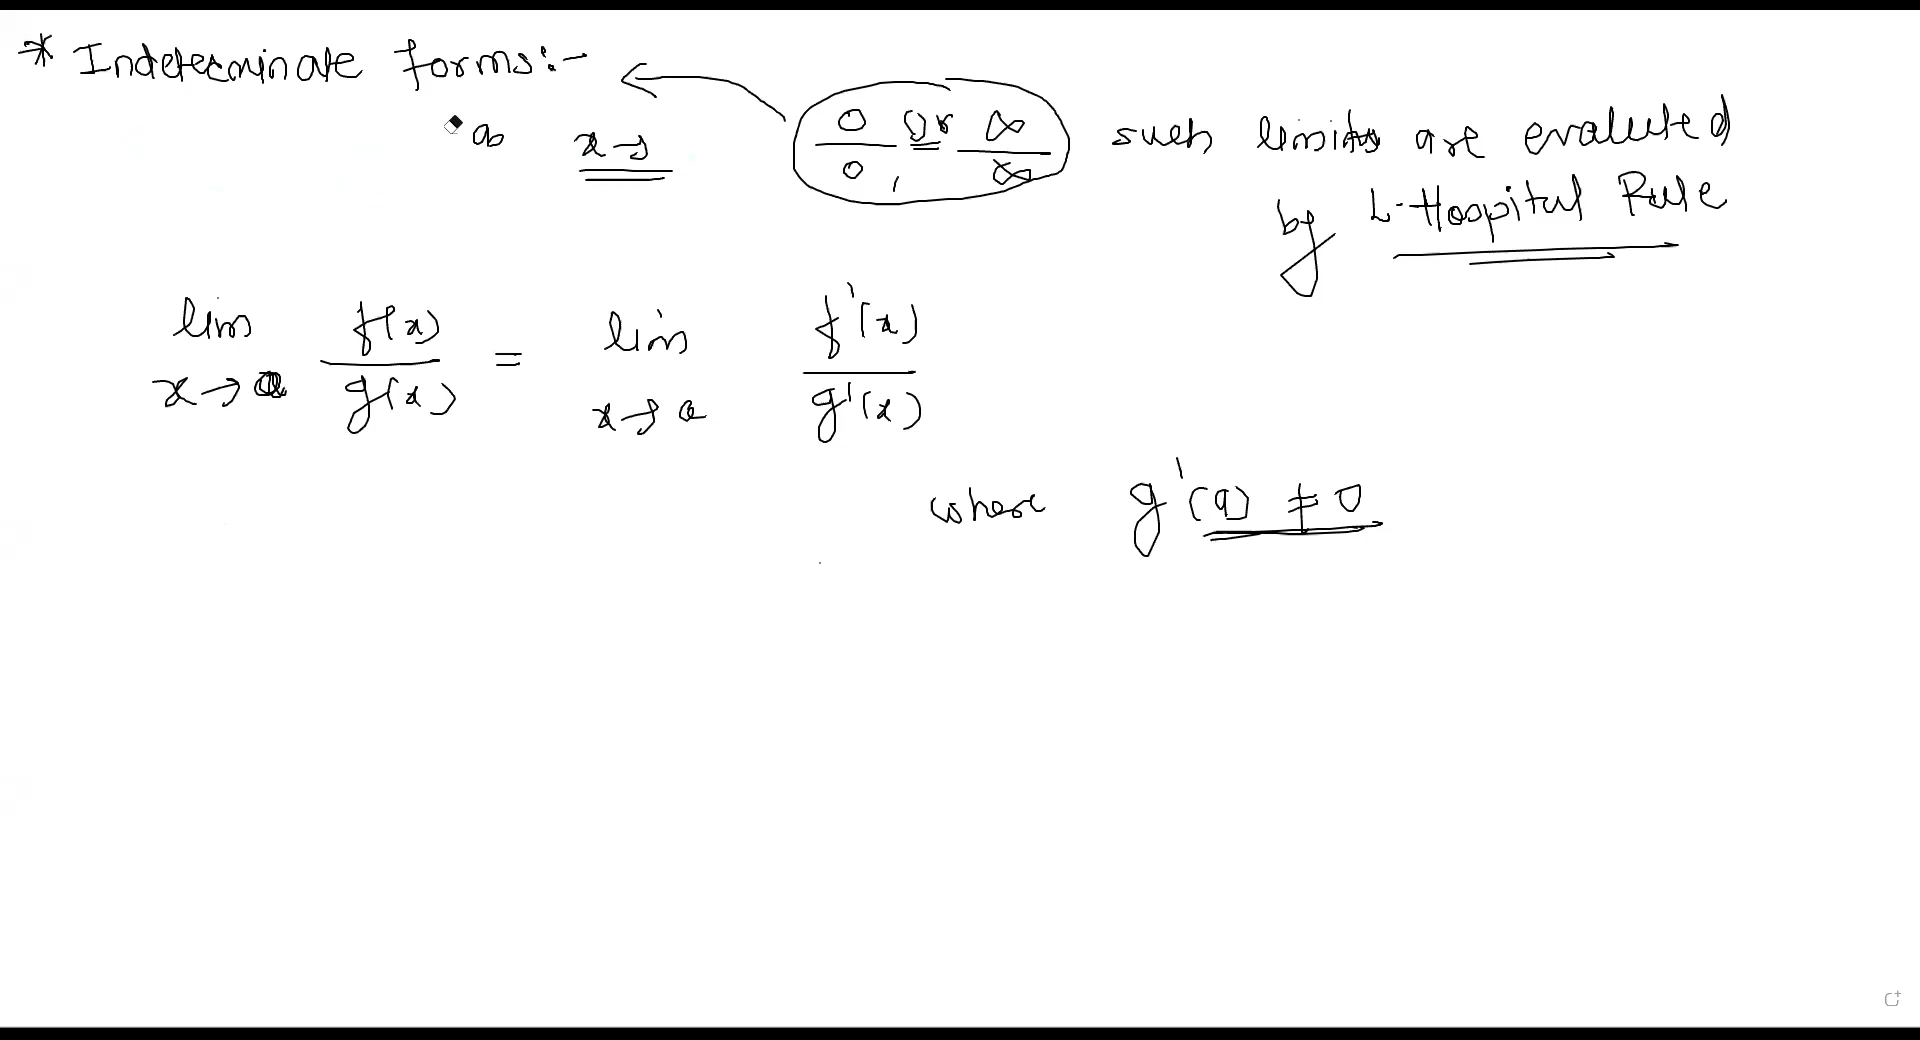 * Indeterminate forms:-
as x→ 0/0, or ∞/∞ such limits are evaluted
by L-Hospital Rule
lim x→a f(x)/g(x) = lim x→a f'(x)/g'(x)
where g'(a) ≠ 0